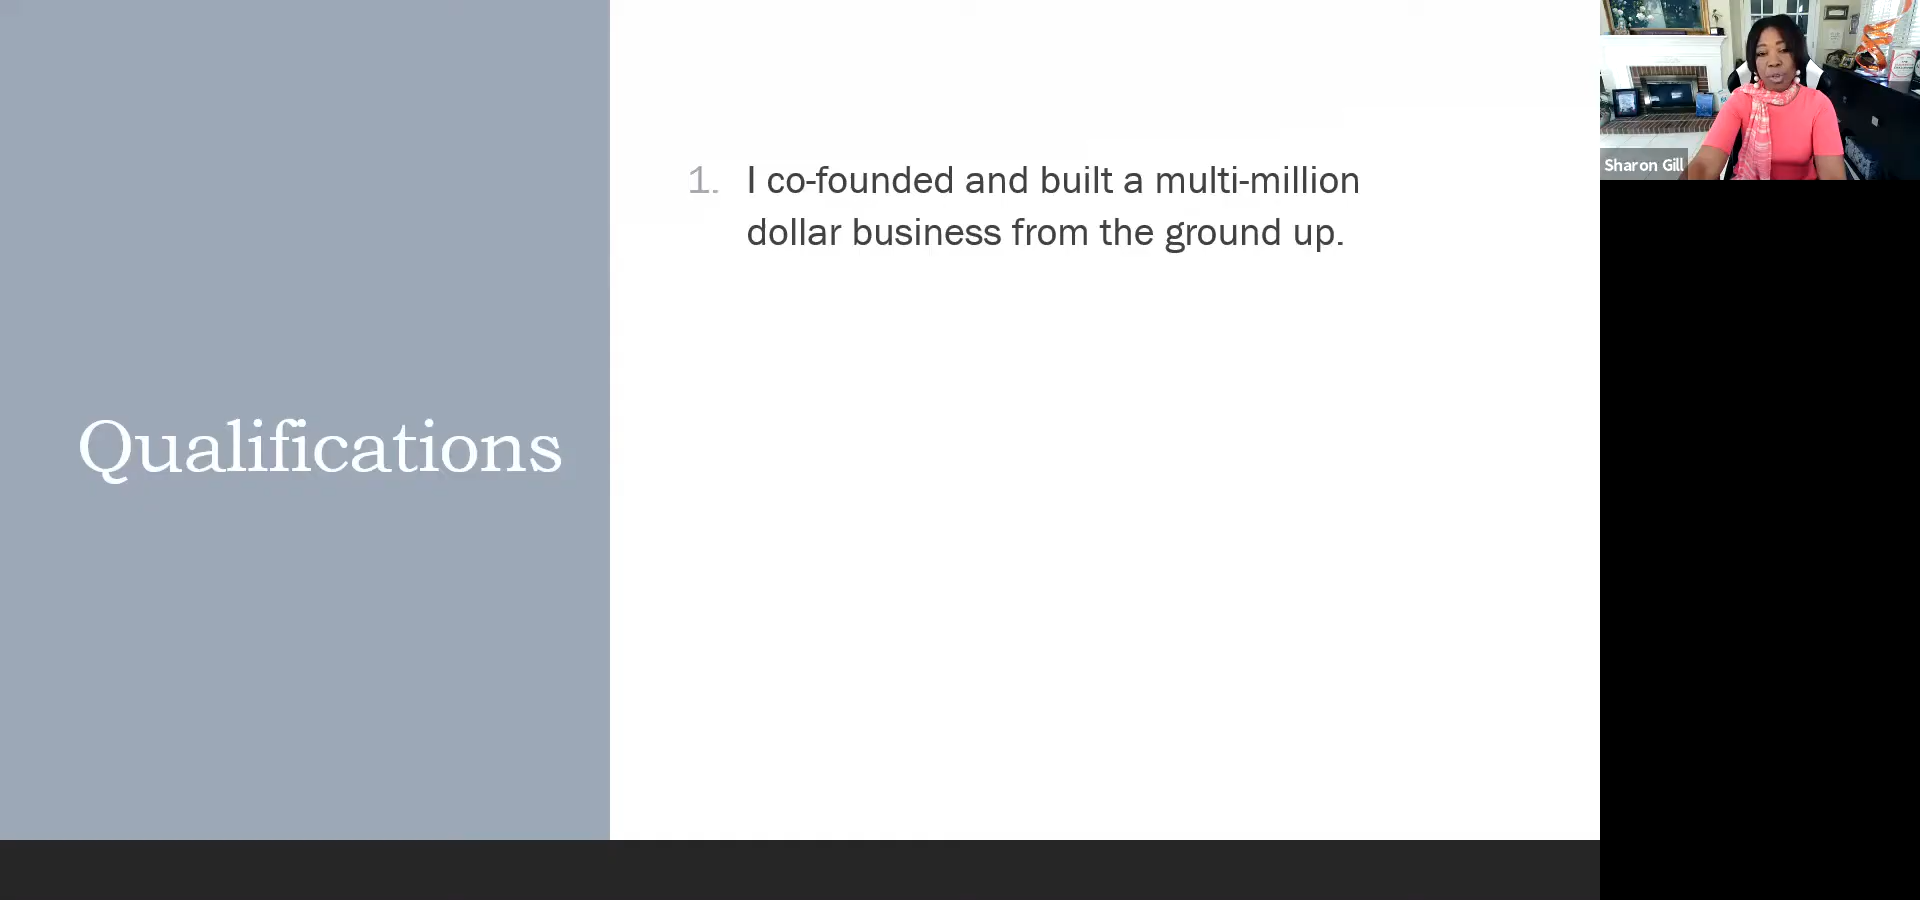 Qualifications
1. I co-founded and built a multi-million
dollar business from the ground up.
Sharon Gill